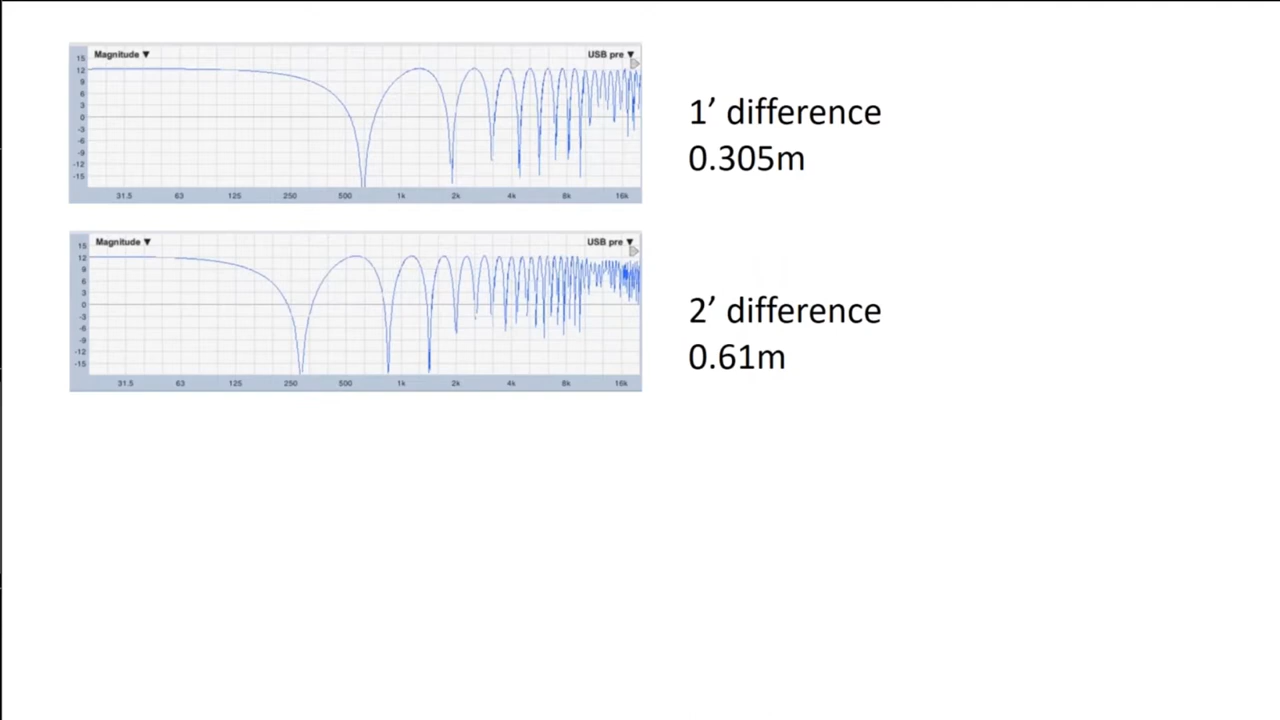 Magnitude ▼ USB pre ▼
15
12
9
6
3
0
-3
-6
-9
-12
-15
31.5 63 125 250 500 1k 2k 4k 8k 16k
1’ difference
0.305m
Magnitude ▼ USB pre ▼
15
12
9
6
3
0
-3
-6
-9
-12
-15
31.5 63 125 250 500 1k 2k 4k 8k 16k
2’ difference
0.61m